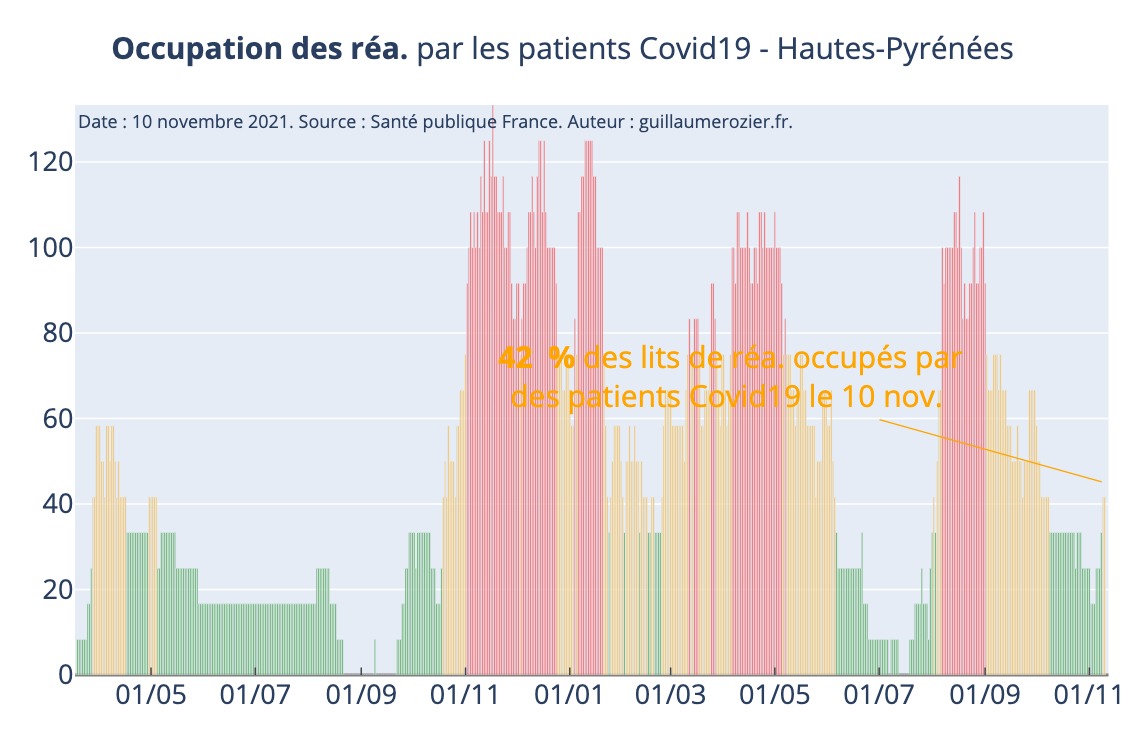 Occupation des réa. par les patients Covid19 - Hautes-Pyrénées
Date : 10 novembre 2021. Source : Santé publique France. Auteur : guillaumerozier.fr.
120
100
80
42  % des lits de réa. occupés par
des patients Covid19 le 10 nov.
60
40
20
0
01/05 01/07 01/09 01/11 01/01 01/03 01/05 01/07 01/09 01/11